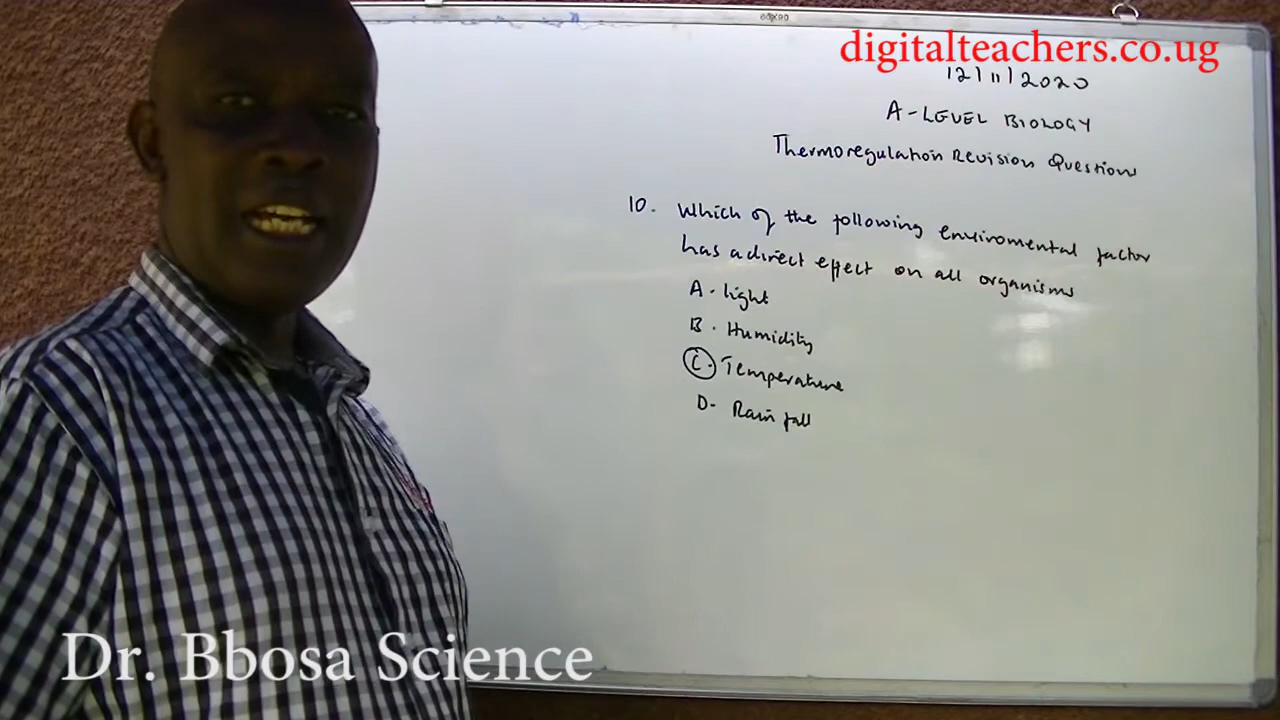 digitalteachers.co.ug
12/11/2020
A-LEVEL BIOLOGY
Thermoregulation Revision Questions
10. Which of the following enviromental factor
has a direct effect on all organisms
A. light
B. Humidity
C. Temperature
D. Rain fall
Dr. Bbosa Science